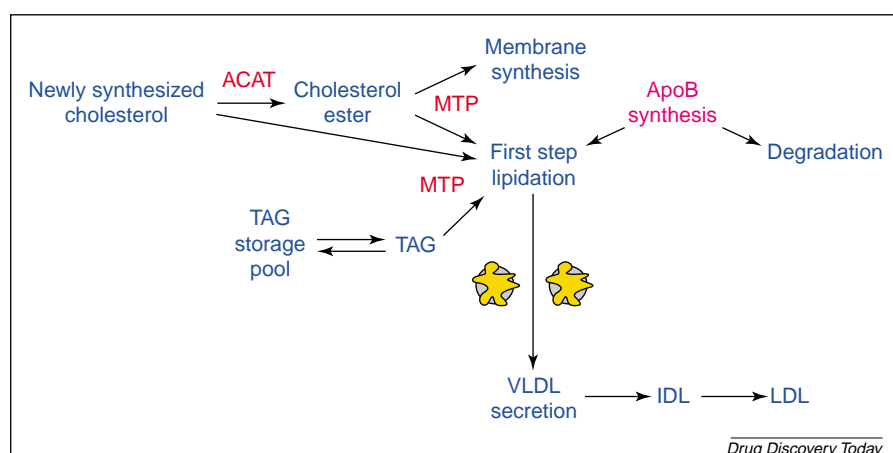 Membrane
synthesis
ACAT
Newly synthesized
cholesterol
Cholesterol
ester
MTP
ApoB
synthesis
First step
lipidation
Degradation
MTP
TAG
storage
pool
TAG
VLDL
secretion
IDL
LDL
Drug Discovery Today